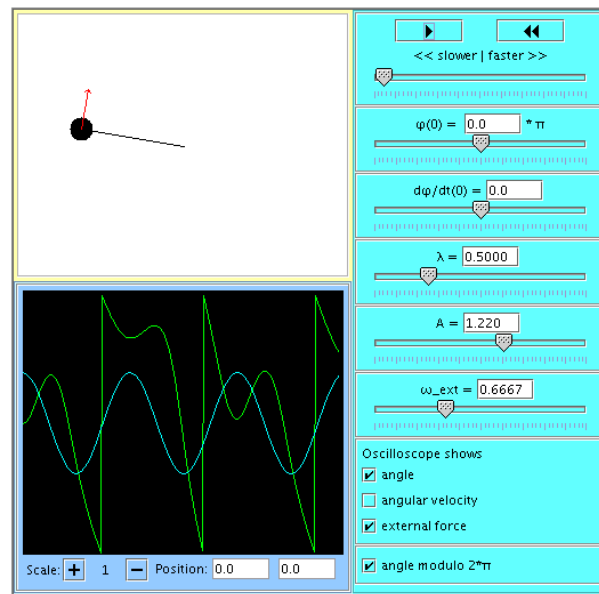 << slower | faster >>
φ(0) = 0.0 * π
dφ/dt(0) = 0.0
λ = 0.5000
A = 1.220
ω_ext = 0.6667
Oscilloscope shows
angle
angular velocity
external force
angle modulo 2*π
Scale: + 1 − Position: 0.0 0.0